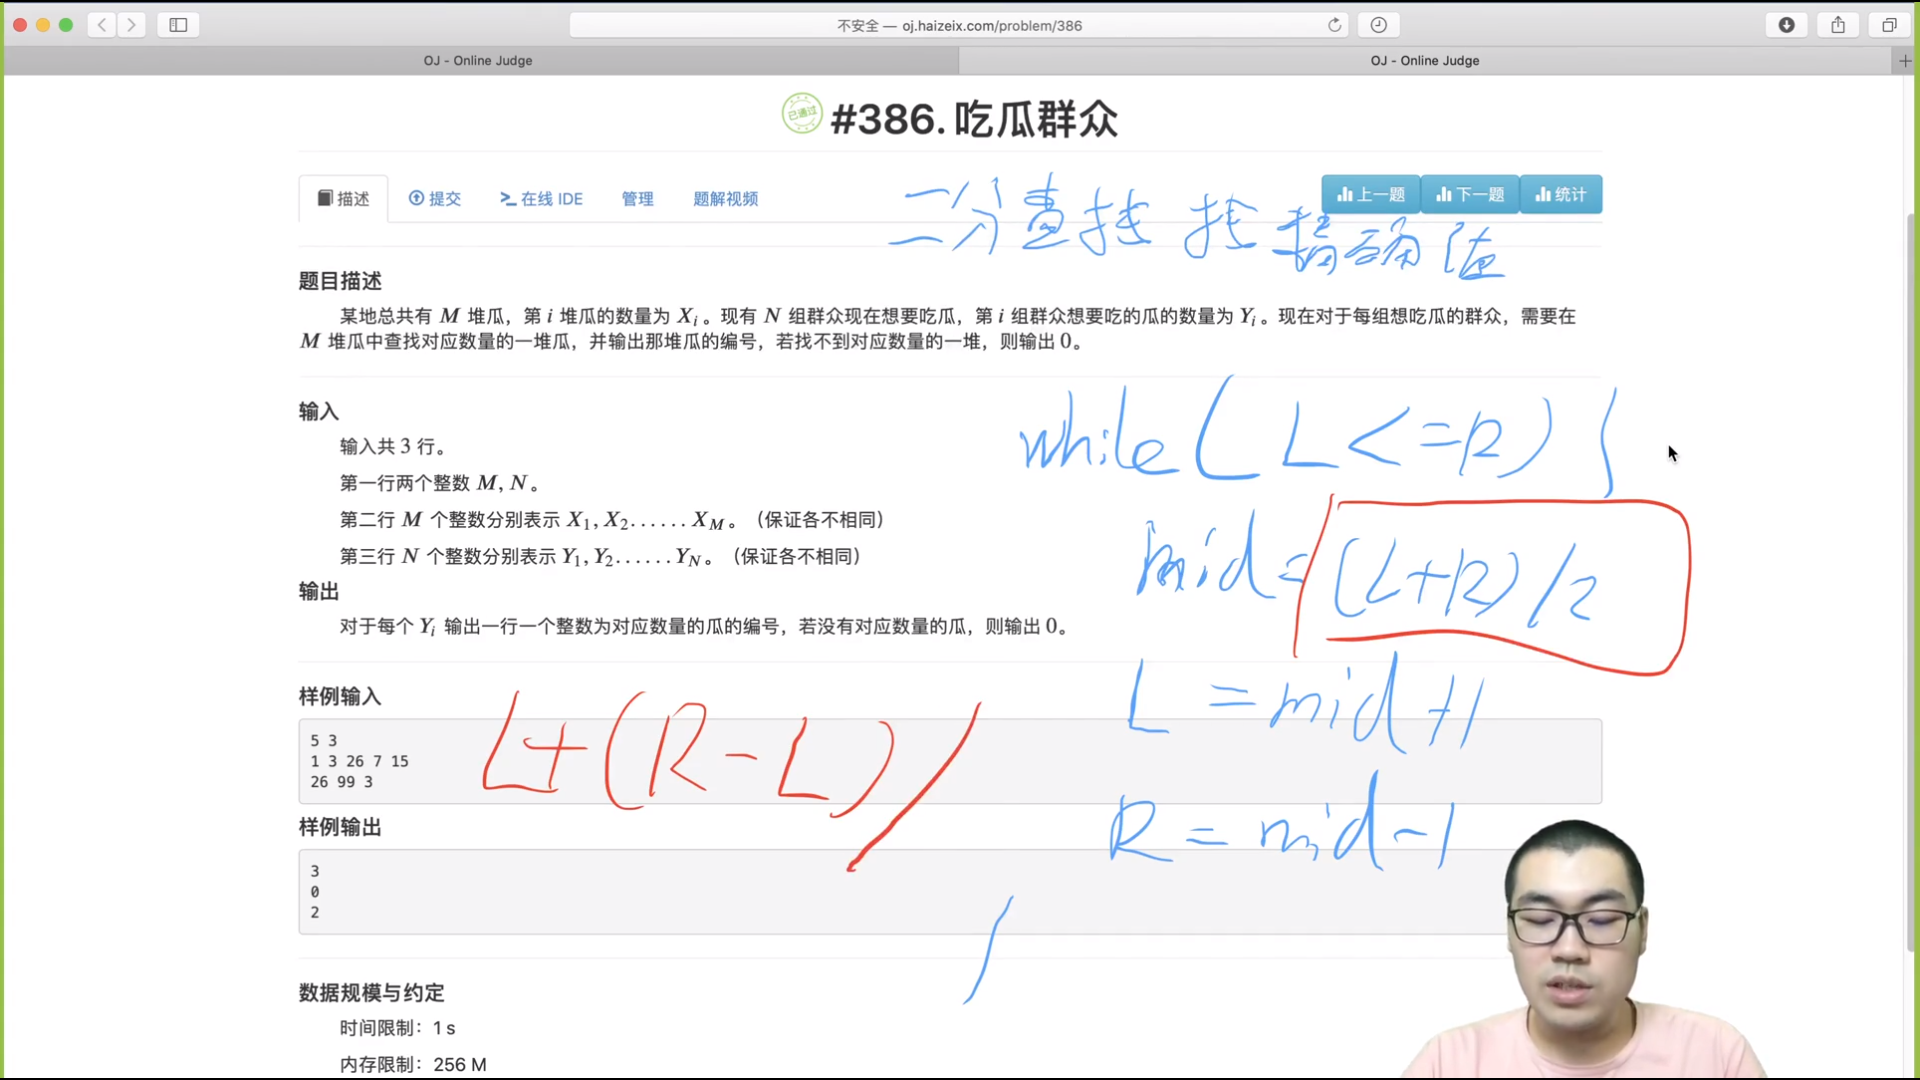 不安全 — oj.haizeix.com/problem/386
OJ - Online Judge
OJ - Online Judge
已通过
#386. 吃瓜群众
描述
提交
在线 IDE
管理
题解视频
上一题
下一题
统计
二分查找 找 精确值
题目描述
某地总共有 M 堆瓜，第 i 堆瓜的数量为 Xi 。现有 N 组群众现在想要吃瓜，第 i 组群众想要吃的瓜的数量为 Yi 。现在对于每组想吃瓜的群众，需要在
M 堆瓜中查找对应数量的一堆瓜，并输出那堆瓜的编号，若找不到对应数量的一堆，则输出 0。
while ( L <= R ) {
mid = (L+R)/2
L = mid +1
R = mid -1
输入
输入共 3 行。
第一行两个整数 M, N 。
第二行 M 个整数分别表示 X1, X2...... XM 。（保证各不相同）
第三行 N 个整数分别表示 Y1, Y2...... YN 。（保证各不相同）
输出
对于每个 Yi 输出一行一个整数为对应数量的瓜的编号，若没有对应数量的瓜，则输出 0。
样例输入
5 3
1 3 26 7 15
26 99 3
L+(R-L)/
样例输出
3
0
2
数据规模与约定
时间限制：1 s
内存限制：256 M